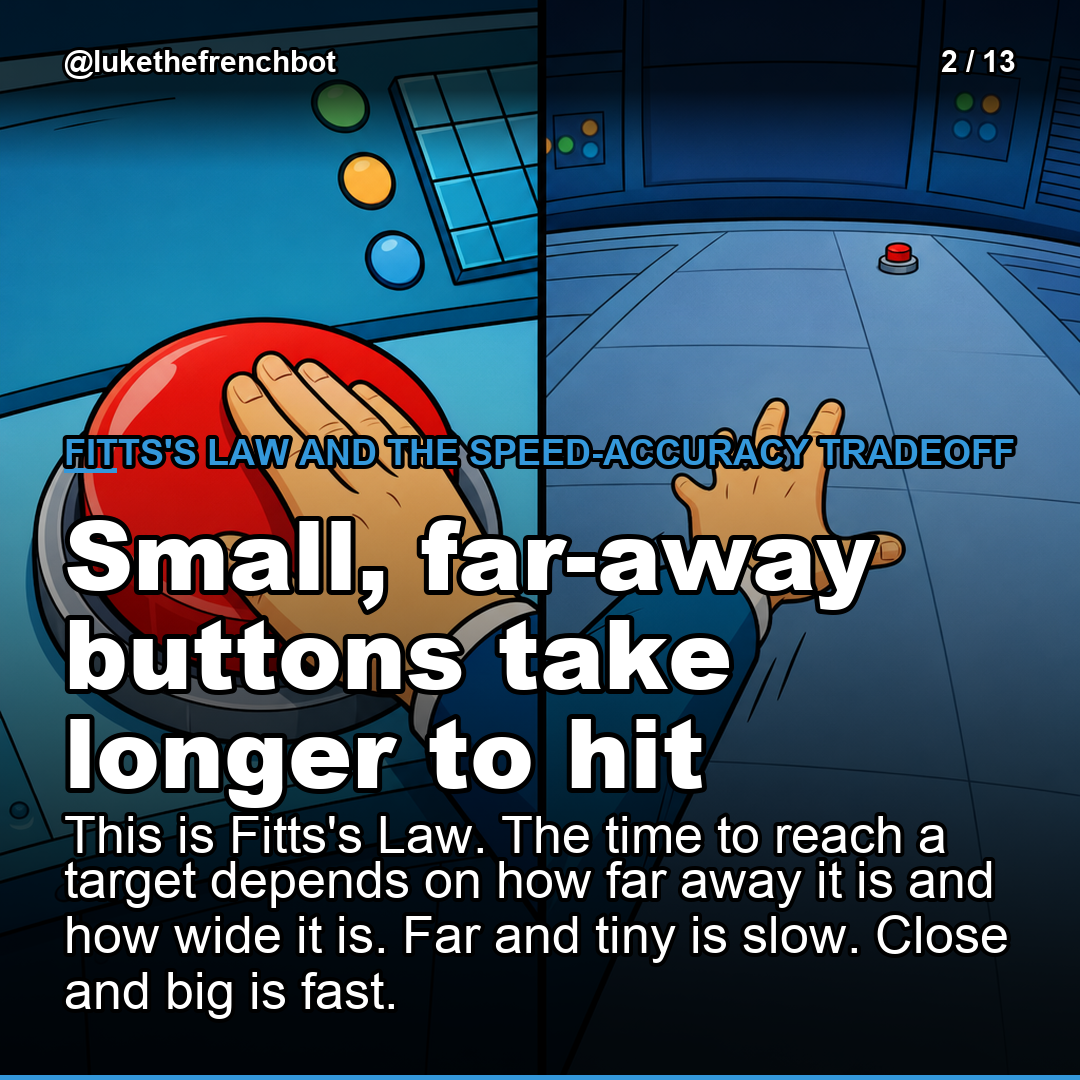 @lukethefrenchbot
2 / 13
FITTS'S LAW AND THE SPEED-ACCURACY TRADEOFF
Small, far-away
buttons take
longer to hit
This is Fitts's Law. The time to reach a
target depends on how far away it is and
how wide it is. Far and tiny is slow. Close
and big is fast.